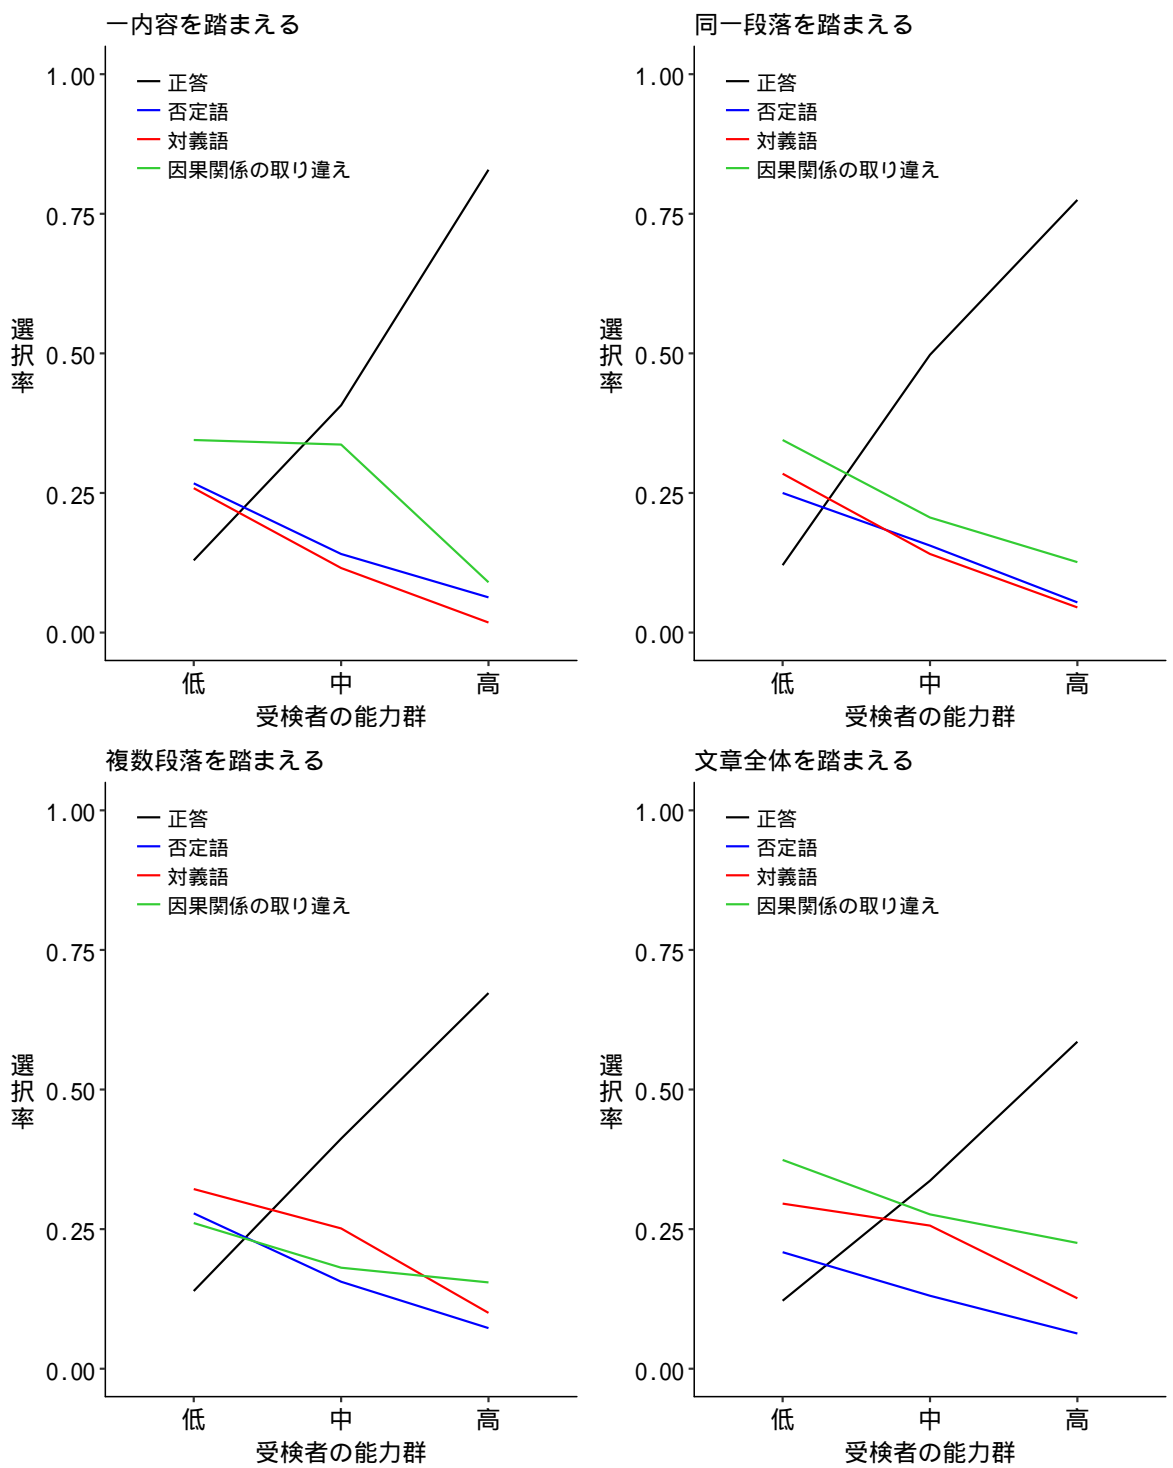 一内容を踏まえる
1.00
0.75
0.50
0.25
0.00
選択率
正答
否定語
対義語
因果関係の取り違え
低 中 高
受検者の能力群
同一段落を踏まえる
1.00
0.75
0.50
0.25
0.00
選択率
正答
否定語
対義語
因果関係の取り違え
低 中 高
受検者の能力群
複数段落を踏まえる
1.00
0.75
0.50
0.25
0.00
選択率
正答
否定語
対義語
因果関係の取り違え
低 中 高
受検者の能力群
文章全体を踏まえる
1.00
0.75
0.50
0.25
0.00
選択率
正答
否定語
対義語
因果関係の取り違え
低 中 高
受検者の能力群